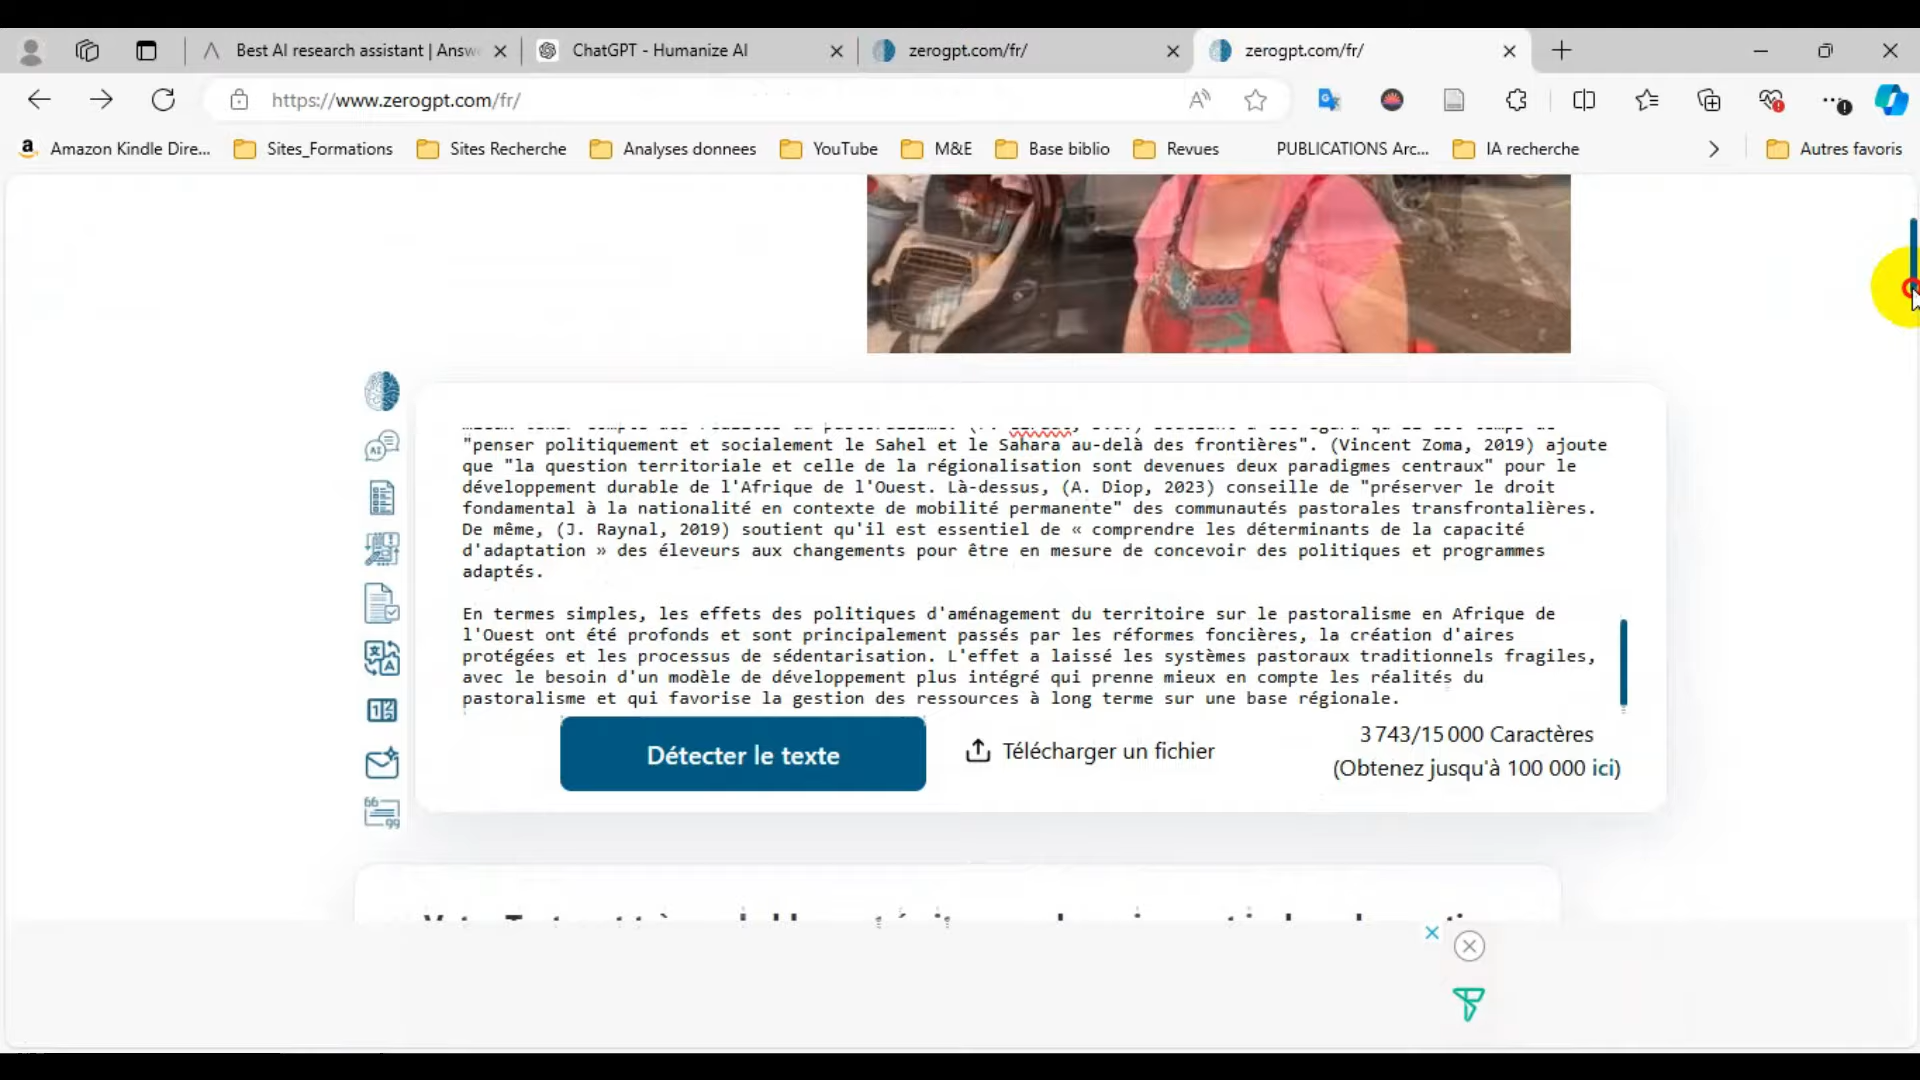 Best AI research assistant | Answ
ChatGPT - Humanize AI
zerogpt.com/fr/
zerogpt.com/fr/
https://www.zerogpt.com/fr/
Amazon Kindle Dire...
Sites_Formations
Sites Recherche
Analyses donnees
YouTube
M&E
Base biblio
Revues
PUBLICATIONS Arc...
IA recherche
Autres favoris
"penser politiquement et socialement le Sahel et le Sahara au-delà des frontières". (Vincent Zoma, 2019) ajoute
que "la question territoriale et celle de la régionalisation sont devenues deux paradigmes centraux" pour le
développement durable de l'Afrique de l'Ouest. Là-dessus, (A. Diop, 2023) conseille de "préserver le droit
fondamental à la nationalité en contexte de mobilité permanente" des communautés pastorales transfrontalières.
De même, (J. Raynal, 2019) soutient qu'il est essentiel de « comprendre les déterminants de la capacité
d'adaptation » des éleveurs aux changements pour être en mesure de concevoir des politiques et programmes
adaptés.
En termes simples, les effets des politiques d'aménagement du territoire sur le pastoralisme en Afrique de
l'Ouest ont été profonds et sont principalement passés par les réformes foncières, la création d'aires
protégées et les processus de sédentarisation. L'effet a laissé les systèmes pastoraux traditionnels fragiles,
avec le besoin d'un modèle de développement plus intégré qui prenne mieux en compte les réalités du
pastoralisme et qui favorise la gestion des ressources à long terme sur une base régionale.
Détecter le texte
Télécharger un fichier
3 743/15 000 Caractères
(Obtenez jusqu'à 100 000 ici)